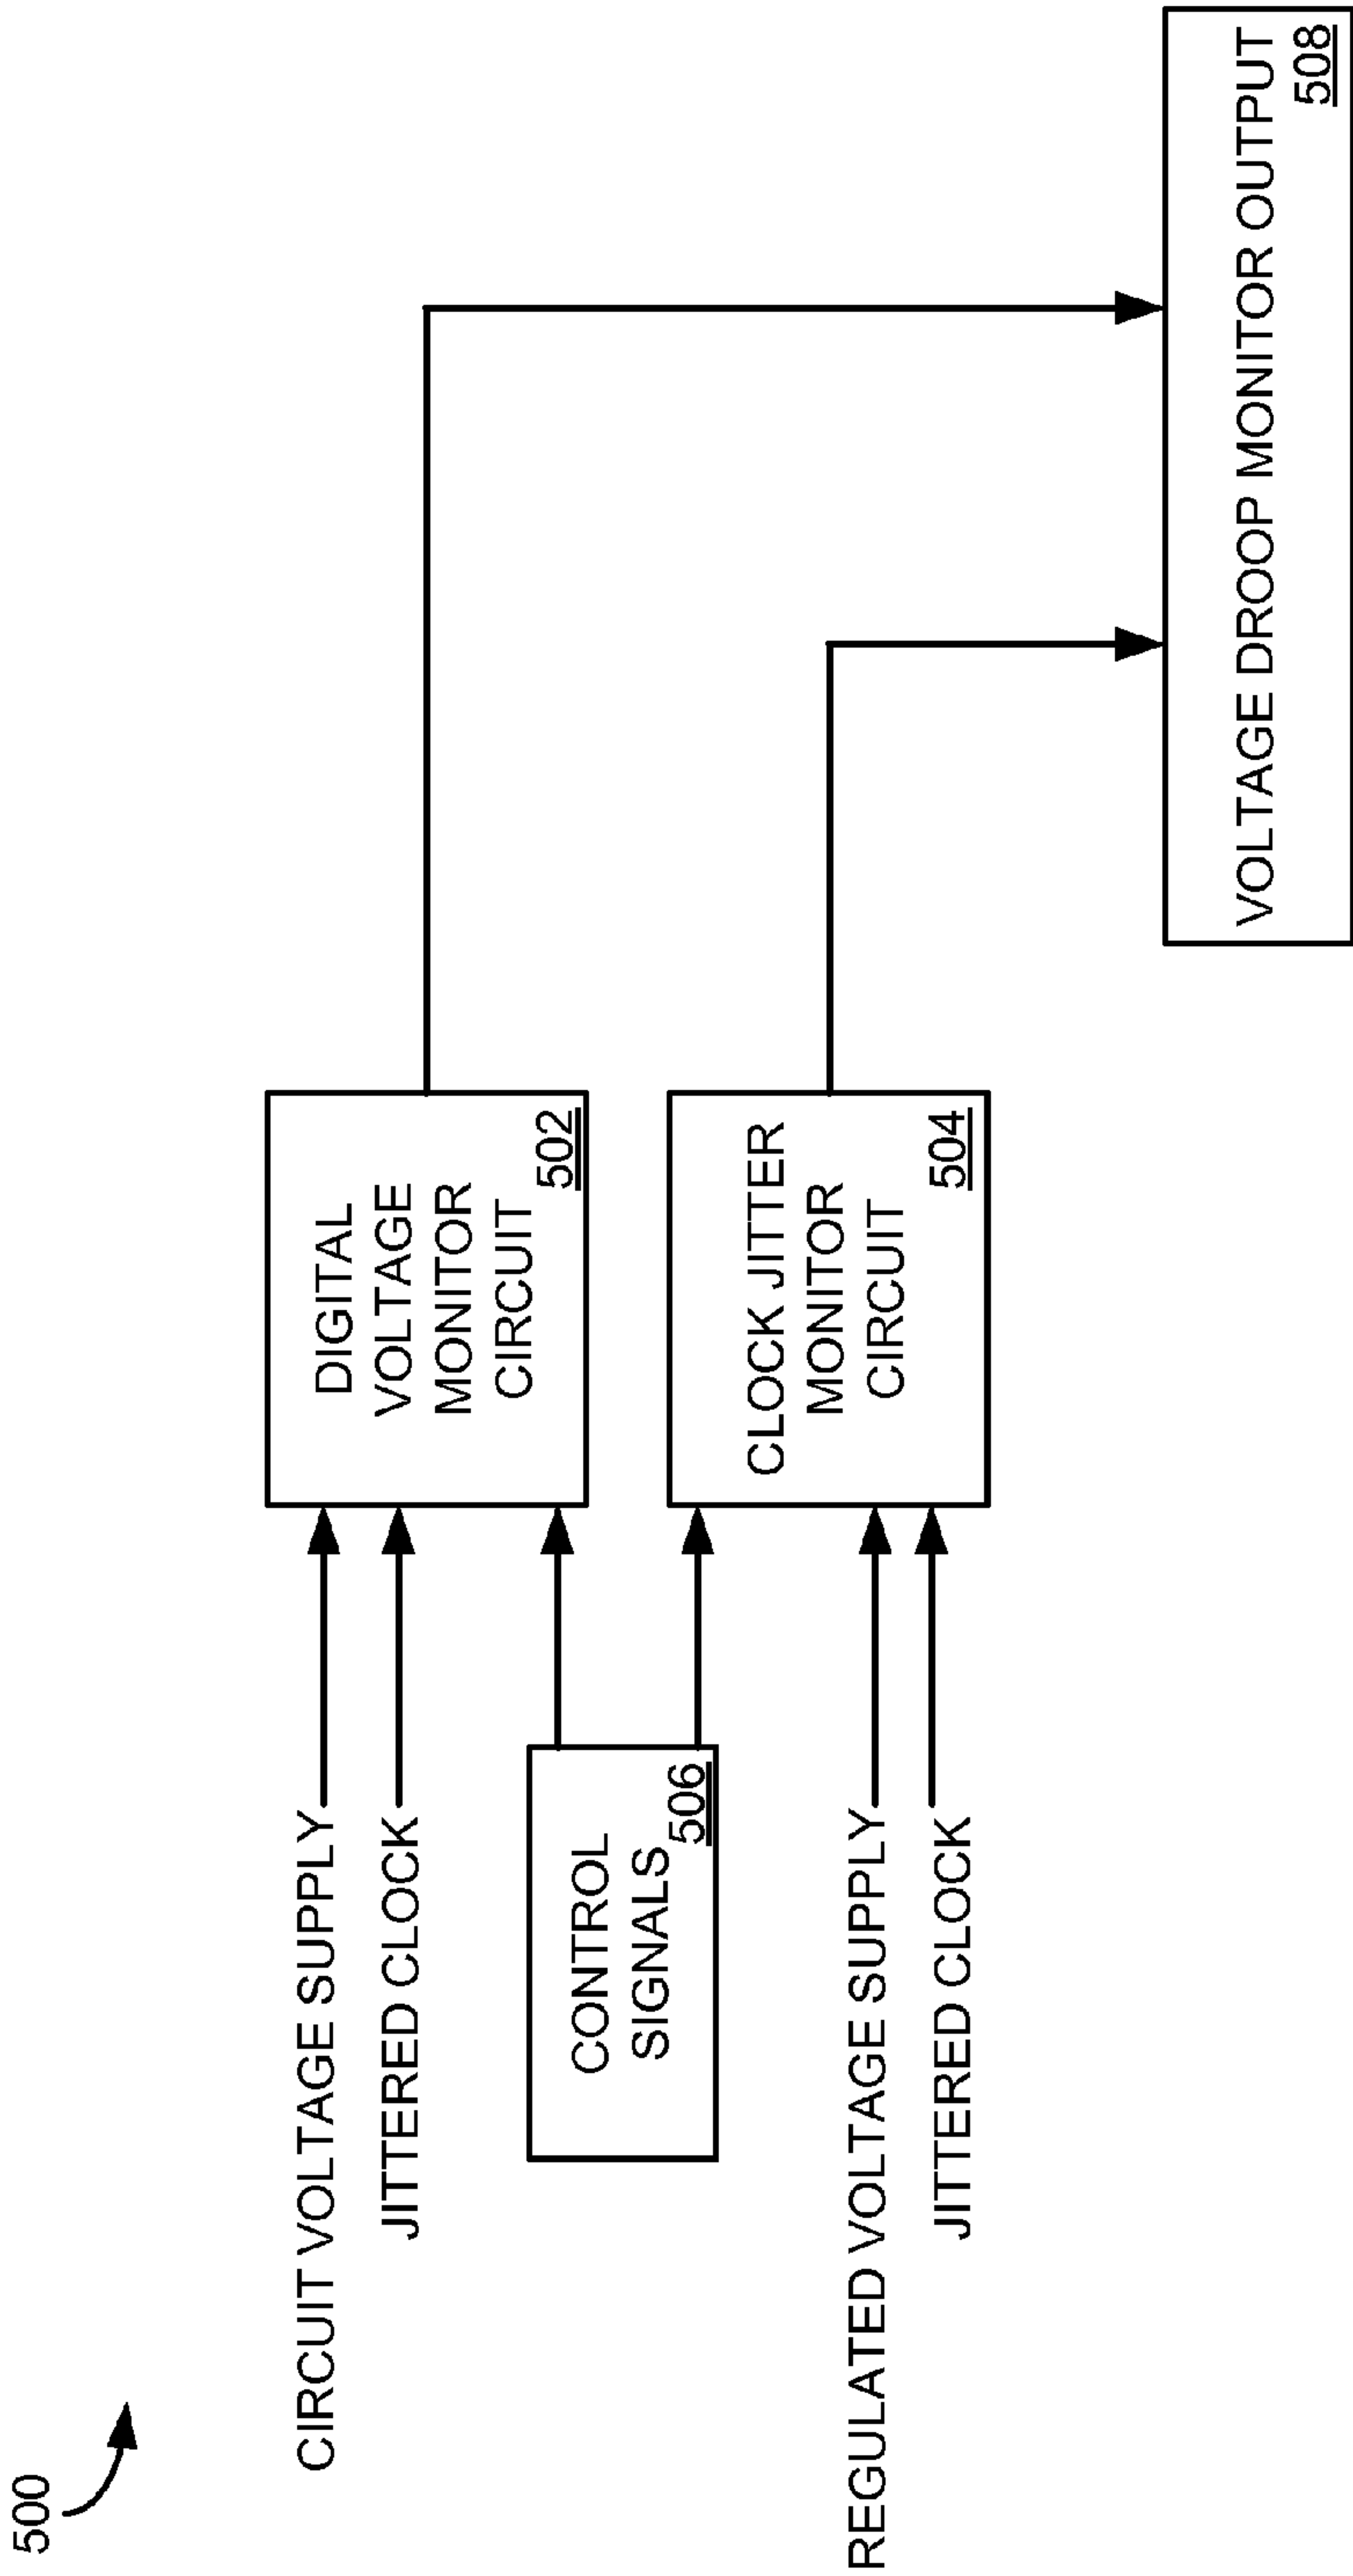 500
CIRCUIT VOLTAGE SUPPLY
JITTERED CLOCK
DIGITAL
VOLTAGE
MONITOR
CIRCUIT
502
CONTROL
SIGNALS
506
CLOCK JITTER
MONITOR
CIRCUIT
504
REGULATED VOLTAGE SUPPLY
JITTERED CLOCK
VOLTAGE DROOP MONITOR OUTPUT
508